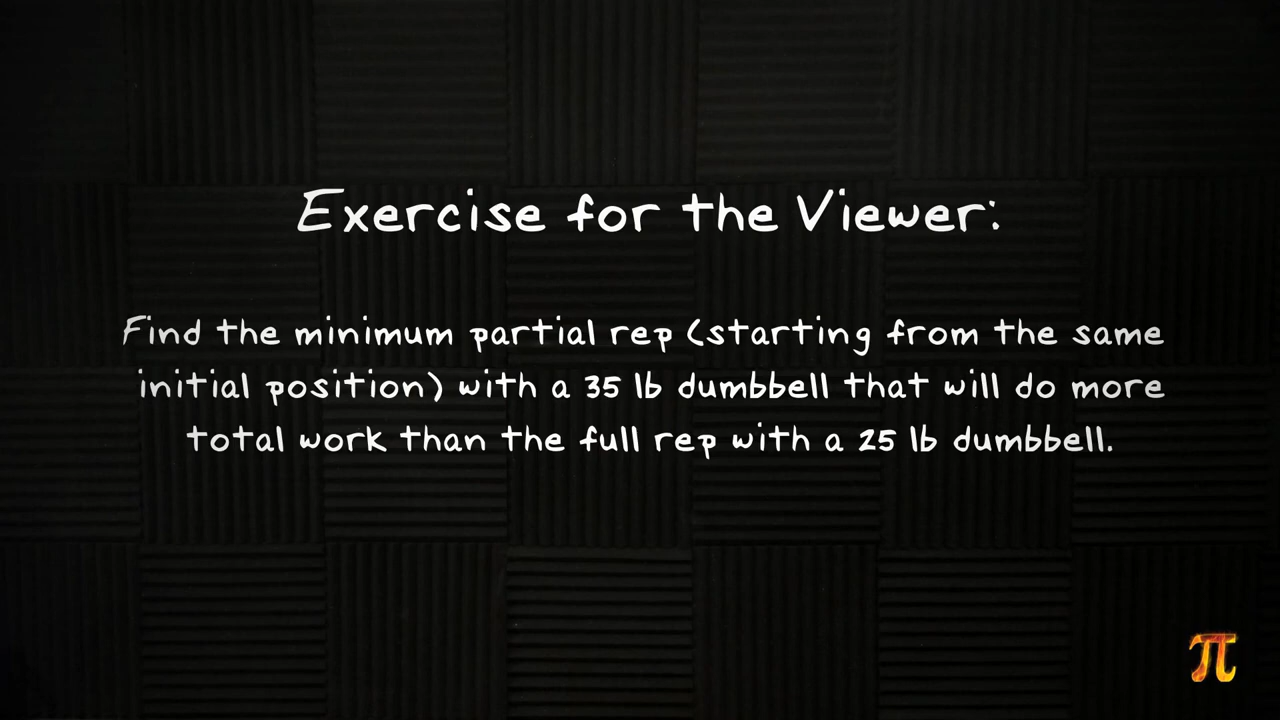 Exercise for the Viewer:
Find the minimum partial rep (starting from the same
initial position) with a 35 lb dumbbell that will do more
total work than the full rep with a 25 lb dumbbell.
π